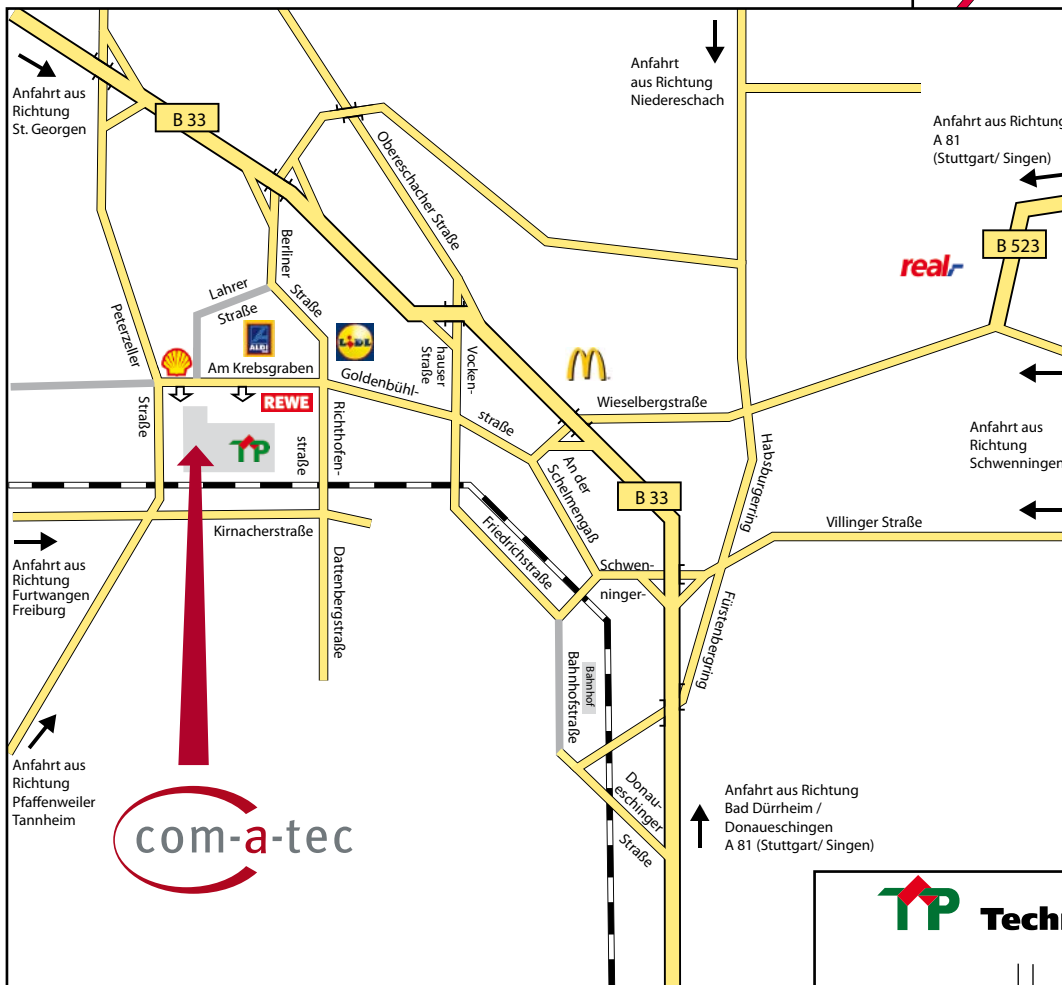 Anfahrt aus
Richtung
St. Georgen
B 33
Anfahrt
aus Richtung
Niedereschach
Anfahrt aus Richtung
A 81
(Stuttgart/ Singen)
B 523
real,-
Obereschacher Straße
Berliner
Straße
Lahrer
Straße
Peterzeller
Straße
ALDI
LIDL
Am Krebsgraben
REWE
Goldenbühl-
straße
Vocken-
hauser
Straße
M
Wieselbergstraße
Richthofen-
straße
TP
An der
Schelmengaß
B 33
Habsburgerring
Anfahrt aus
Richtung
Schwenningen
Villinger Straße
Kirnacherstraße
Friedrichstraße
Schwen-
ninger-
Anfahrt aus
Richtung
Furtwangen
Freiburg
Dattenbergstraße
Fürstenbergring
Bahnhof
Bahnhofstraße
Anfahrt aus
Richtung
Pfaffenweiler
Tannheim
Donau-
eschinger
Straße
Anfahrt aus Richtung
Bad Dürrheim /
Donaueschingen
A 81 (Stuttgart/ Singen)
com-a-tec
TP Techn